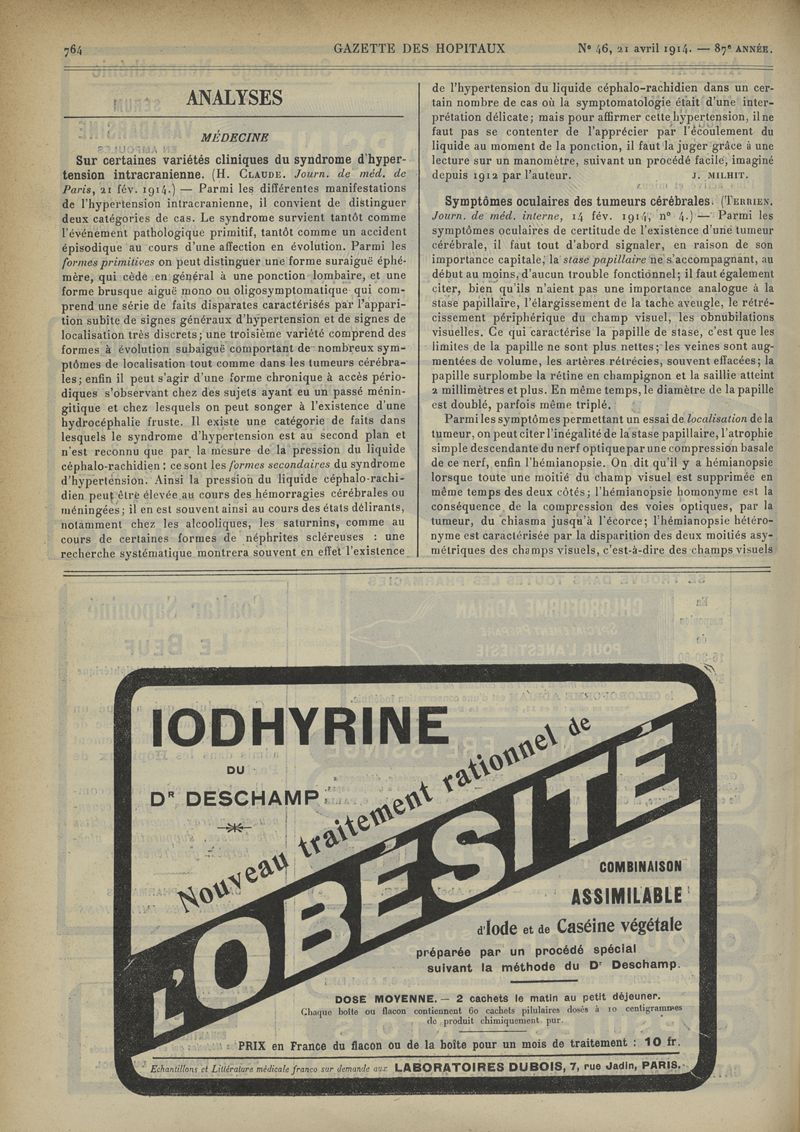 764
GAZETTE DES HOPITAUX
N° 46, 21 avril 1914. — 87e ANNÉE.
ANALYSES
MÉDECINE
Sur certaines variétés cliniques du syndrome d'hyper-
tension intracranienne. (H. CLAUDE. Journ. de méd. de
Paris, 21 fév. 1914.) — Parmi les différentes manifestations
de l'hypertension intracranienne, il convient de distinguer
deux catégories de cas. Le syndrome survient tantôt comme
l'événement pathologique primitif, tantôt comme un accident
épisodique au cours d'une affection en évolution. Parmi les
formes primitives on peut distinguer une forme suraiguë éphé-
mère, qui cède en général à une ponction lombaire, et une
forme brusque aiguë mono ou oligosymptomatique qui com-
prend une série de faits disparates caractérisés par l'appari-
tion subite de signes généraux d'hypertension et de signes de
localisation très discrets; une troisième variété comprend des
formes à évolution subaiguë comportant de nombreux sym-
ptômes de localisation tout comme dans les tumeurs cérébra-
les; enfin il peut s'agir d'une forme chronique à accès pério-
diques s'observant chez des sujets ayant eu un passé ménin-
gitique et chez lesquels on peut songer à l'existence d'une
hydrocéphalie fruste. Il existe une catégorie de faits dans
lesquels le syndrome d'hypertension est au second plan et
n'est reconnu que par la mesure de la pression du liquide
céphalo-rachidien : ce sont les formes secondaires du syndrome
d'hypertension. Ainsi la pression du liquide céphalo-rachi-
dien peut être élevée au cours des hémorragies cérébrales ou
méningées; il en est souvent ainsi au cours des états délirants,
notamment chez les alcooliques, les saturnins, comme au
cours de certaines formes de néphrites scléreuses : une
recherche systématique montrera souvent en effet l'existence
de l'hypertension du liquide céphalo-rachidien dans un cer-
tain nombre de cas où la symptomatologie était d'une inter-
prétation délicate; mais pour affirmer cette hypertension, il ne
faut pas se contenter de l'apprécier par l'écoulement du
liquide au moment de la ponction, il faut la juger grâce à une
lecture sur un manomètre, suivant un procédé facile, imaginé
depuis 1912 par l'auteur. J. MILHIT.
Symptômes oculaires des tumeurs cérébrales. (TERRIEN.
Journ. de méd. interne, 14 fév. 1914, n° 4.) — Parmi les
symptômes oculaires de certitude de l'existence d'une tumeur
cérébrale, il faut tout d'abord signaler, en raison de son
importance capitale, la stase papillaire ne s'accompagnant, au
début au moins, d'aucun trouble fonctionnel; il faut également
citer, bien qu'ils n'aient pas une importance analogue à la
stase papillaire, l'élargissement de la tache aveugle, le rétré-
cissement périphérique du champ visuel, les obnubilations
visuelles. Ce qui caractérise la papille de stase, c'est que les
limites de la papille ne sont plus nettes; les veines sont aug-
mentées de volume, les artères rétrécies, souvent effacées; la
papille surplombe la rétine en champignon et la saillie atteint
2 millimètres et plus. En même temps, le diamètre de la papille
est doublé, parfois même triplé.
Parmi les symptômes permettant un essai de localisation de la
tumeur, on peut citer l'inégalité de la stase papillaire, l'atrophie
simple descendante du nerf optique par une compression basale
de ce nerf, enfin l'hémianopsie. On dit qu'il y a hémianopsie
lorsque toute une moitié du champ visuel est supprimée en
même temps des deux côtés; l'hémianopsie homonyme est la
conséquence de la compression des voies optiques, par la
tumeur, du chiasma jusqu'à l'écorce; l'hémianopsie hétéro-
nyme est caractérisée par la disparition des deux moitiés asy-
métriques des champs visuels, c'est-à-dire des champs visuels
IODHYRINE
DU
DR DESCHAMP
Nouveau traitement rationnel de
L'OBÉSITÉ
COMBINAISON
ASSIMILABLE
d'Iode et de Caséine végétale
préparée par un procédé spécial
suivant la méthode du Dr Deschamp.
DOSE MOYENNE. — 2 cachets le matin au petit déjeuner.
Chaque boîte ou flacon contiennent 60 cachets pilulaires dosés à 10 centigrammes
de produit chimiquement pur.
PRIX en France du flacon ou de la boîte pour un mois de traitement : 10 fr.
Echantillons et Littérature médicale franco sur demande aux LABORATOIRES DUBOIS, 7, rue Jadin, PARIS.